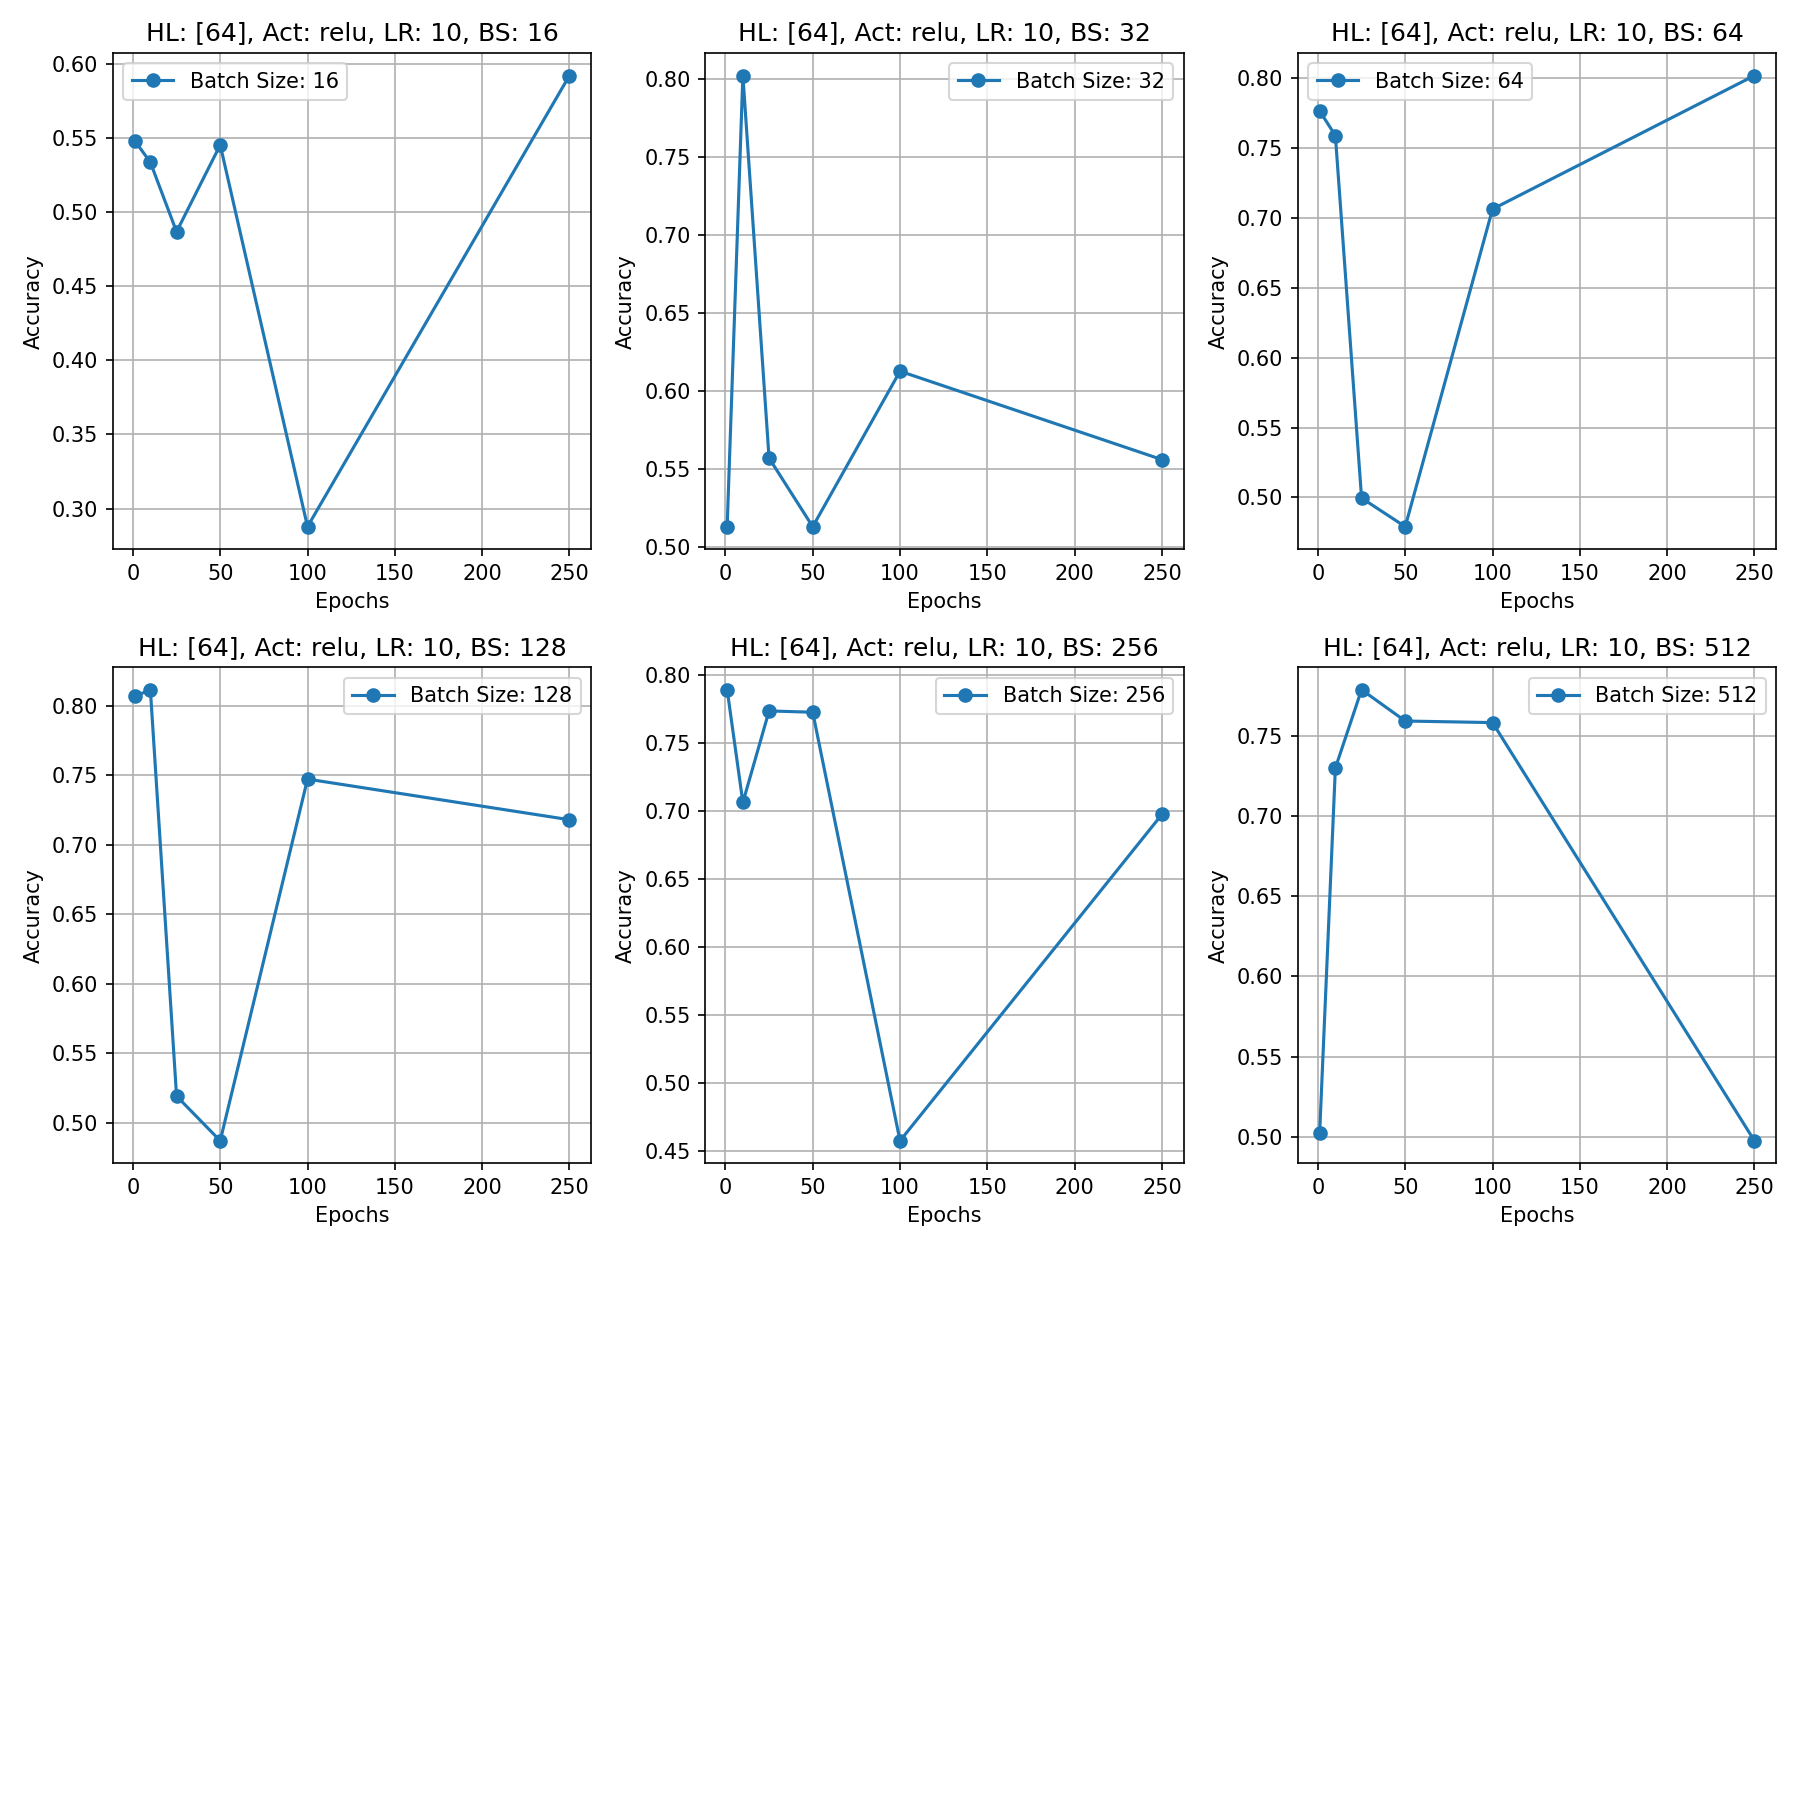 HL: [64], Act: relu, LR: 10, BS: 16
Batch Size: 16
Accuracy
0.60
0.55
0.50
0.45
0.40
0.35
0.30
0 50 100 150 200 250
Epochs
HL: [64], Act: relu, LR: 10, BS: 32
Batch Size: 32
Accuracy
0.80
0.75
0.70
0.65
0.60
0.55
0.50
0 50 100 150 200 250
Epochs
HL: [64], Act: relu, LR: 10, BS: 64
Batch Size: 64
Accuracy
0.80
0.75
0.70
0.65
0.60
0.55
0.50
0 50 100 150 200 250
Epochs
HL: [64], Act: relu, LR: 10, BS: 128
Batch Size: 128
Accuracy
0.80
0.75
0.70
0.65
0.60
0.55
0.50
0 50 100 150 200 250
Epochs
HL: [64], Act: relu, LR: 10, BS: 256
Batch Size: 256
Accuracy
0.80
0.75
0.70
0.65
0.60
0.55
0.50
0.45
0 50 100 150 200 250
Epochs
HL: [64], Act: relu, LR: 10, BS: 512
Batch Size: 512
Accuracy
0.75
0.70
0.65
0.60
0.55
0.50
0 50 100 150 200 250
Epochs